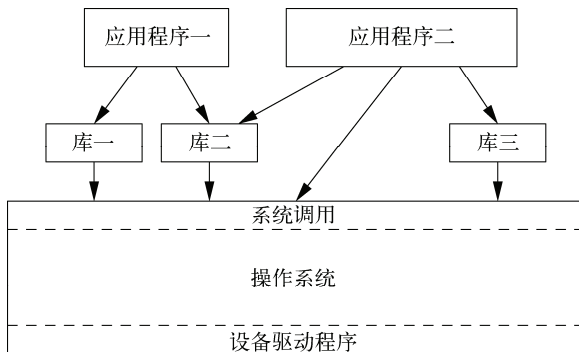 应用程序一
应用程序二
库一
库二
库三
系统调用
操作系统
设备驱动程序